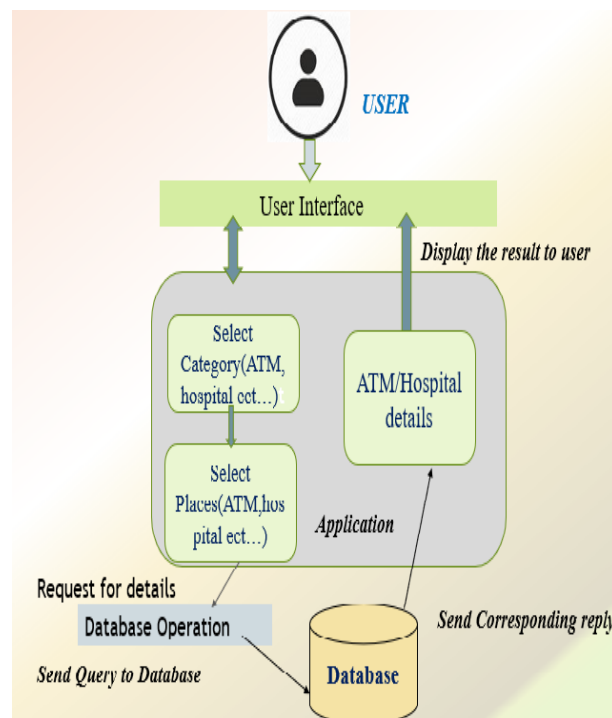 USER
User Interface
Display the result to user
Select
Category(ATM,
hospital ect...)t
Select
Places(ATM,hos
pital ect...)
ATM/Hospital
details
Application
Request for details
Database Operation
Send Query to Database
Database
Send Corresponding reply